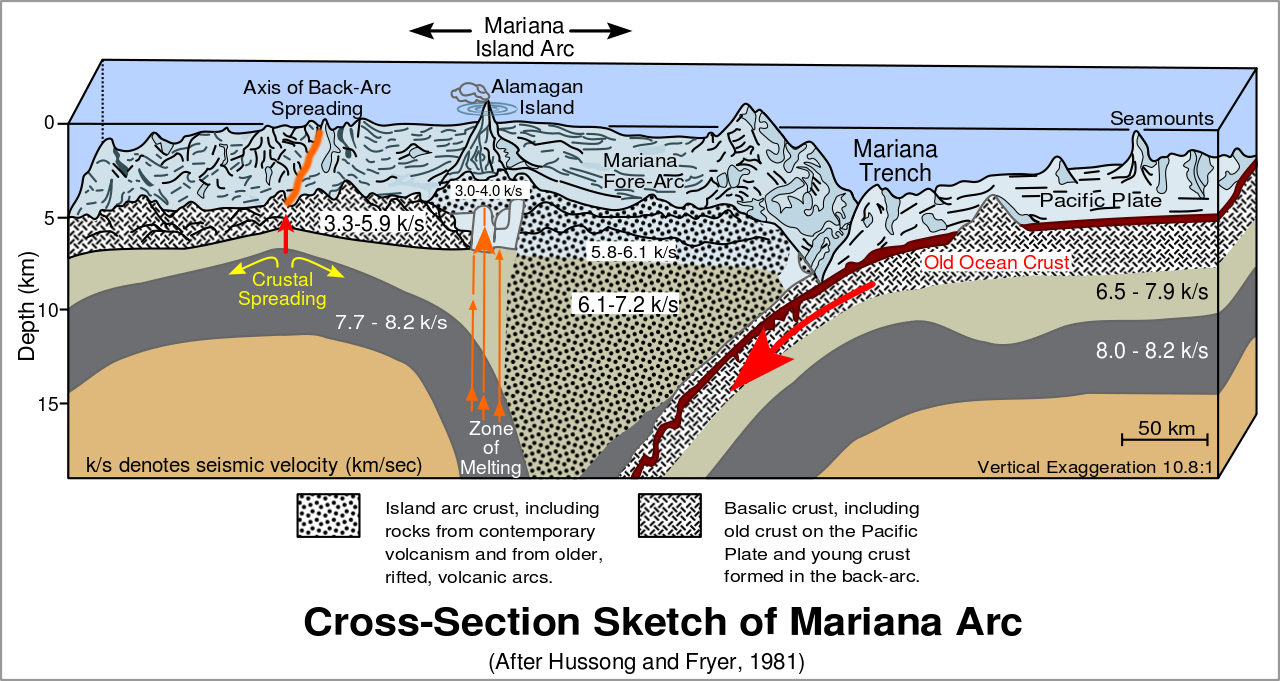 Mariana
Island Arc
Axis of Back-Arc
Spreading
Alamagan
Island
Seamounts
Mariana
Trench
Mariana
Fore-Arc
Pacific Plate
0
5
10
15
Depth (km)
3.0-4.0 k/s
3.3-5.9 k/s
5.8-6.1 k/s
Old Ocean Crust
Crustal
Spreading
6.1-7.2 k/s
6.5 - 7.9 k/s
7.7 - 8.2 k/s
8.0 - 8.2 k/s
Zone
of
Melting
50 km
k/s denotes seismic velocity (km/sec)
Vertical Exaggeration 10.8:1
Island arc crust, including
rocks from contemporary
volcanism and from older,
rifted, volcanic arcs.
Basalic crust, including
old crust on the Pacific
Plate and young crust
formed in the back-arc.
Cross-Section Sketch of Mariana Arc
(After Hussong and Fryer, 1981)